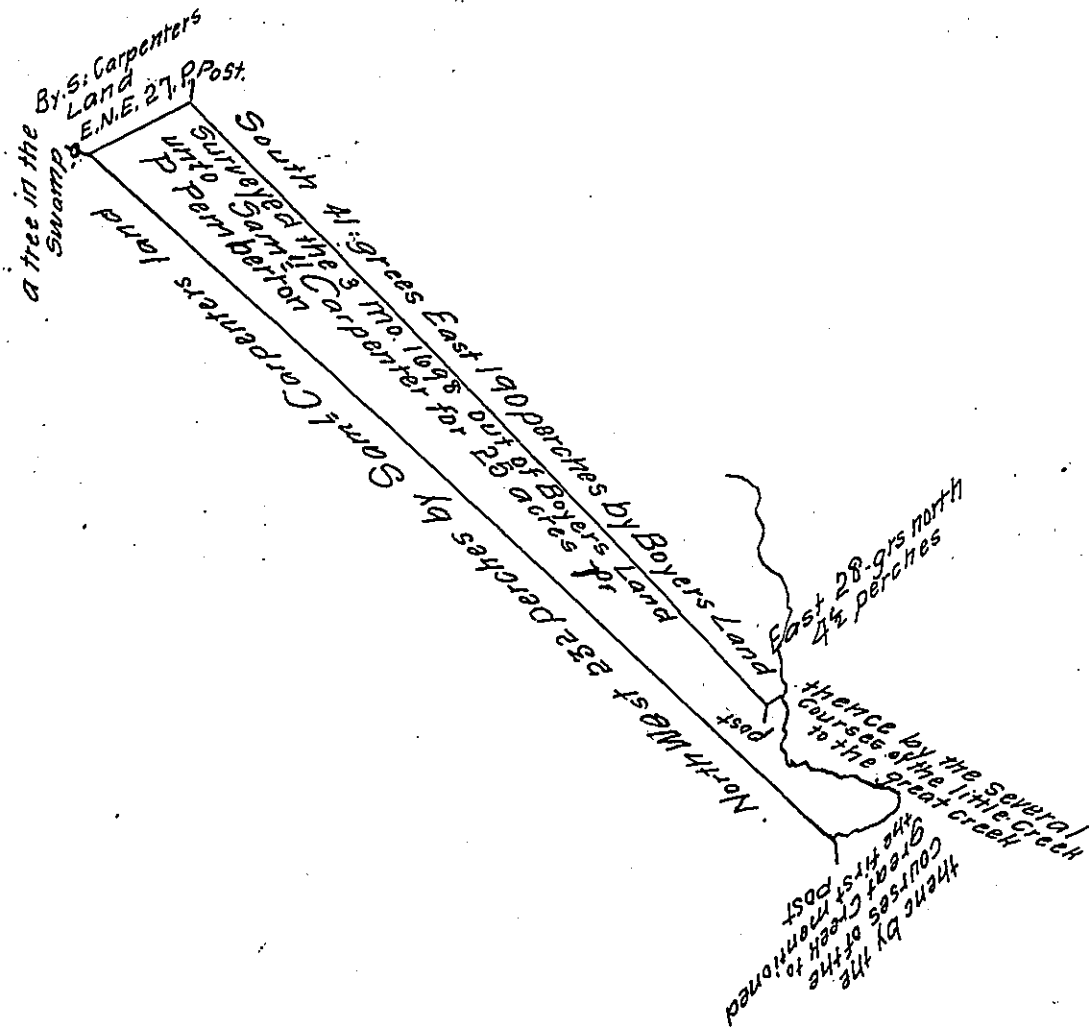 By. S: Carpenters
Land
E.N.E. 27. P
Post.
a tree in the
Swamp
South 41: grees East 190 perches by Boyers Land
Surveyed the 3 mo. 1698 out of Boyers Land
unto Sam:ll Carpenter for 25 acres pr
P Pemberton
North West 232 perches by Sam:L Carpenters land
East 28-grs north
4½ perches
post
thence by the several
courses of the little Creek
to the great creek
thenc by the
courses of the
great Creek to
the first mentioned
post